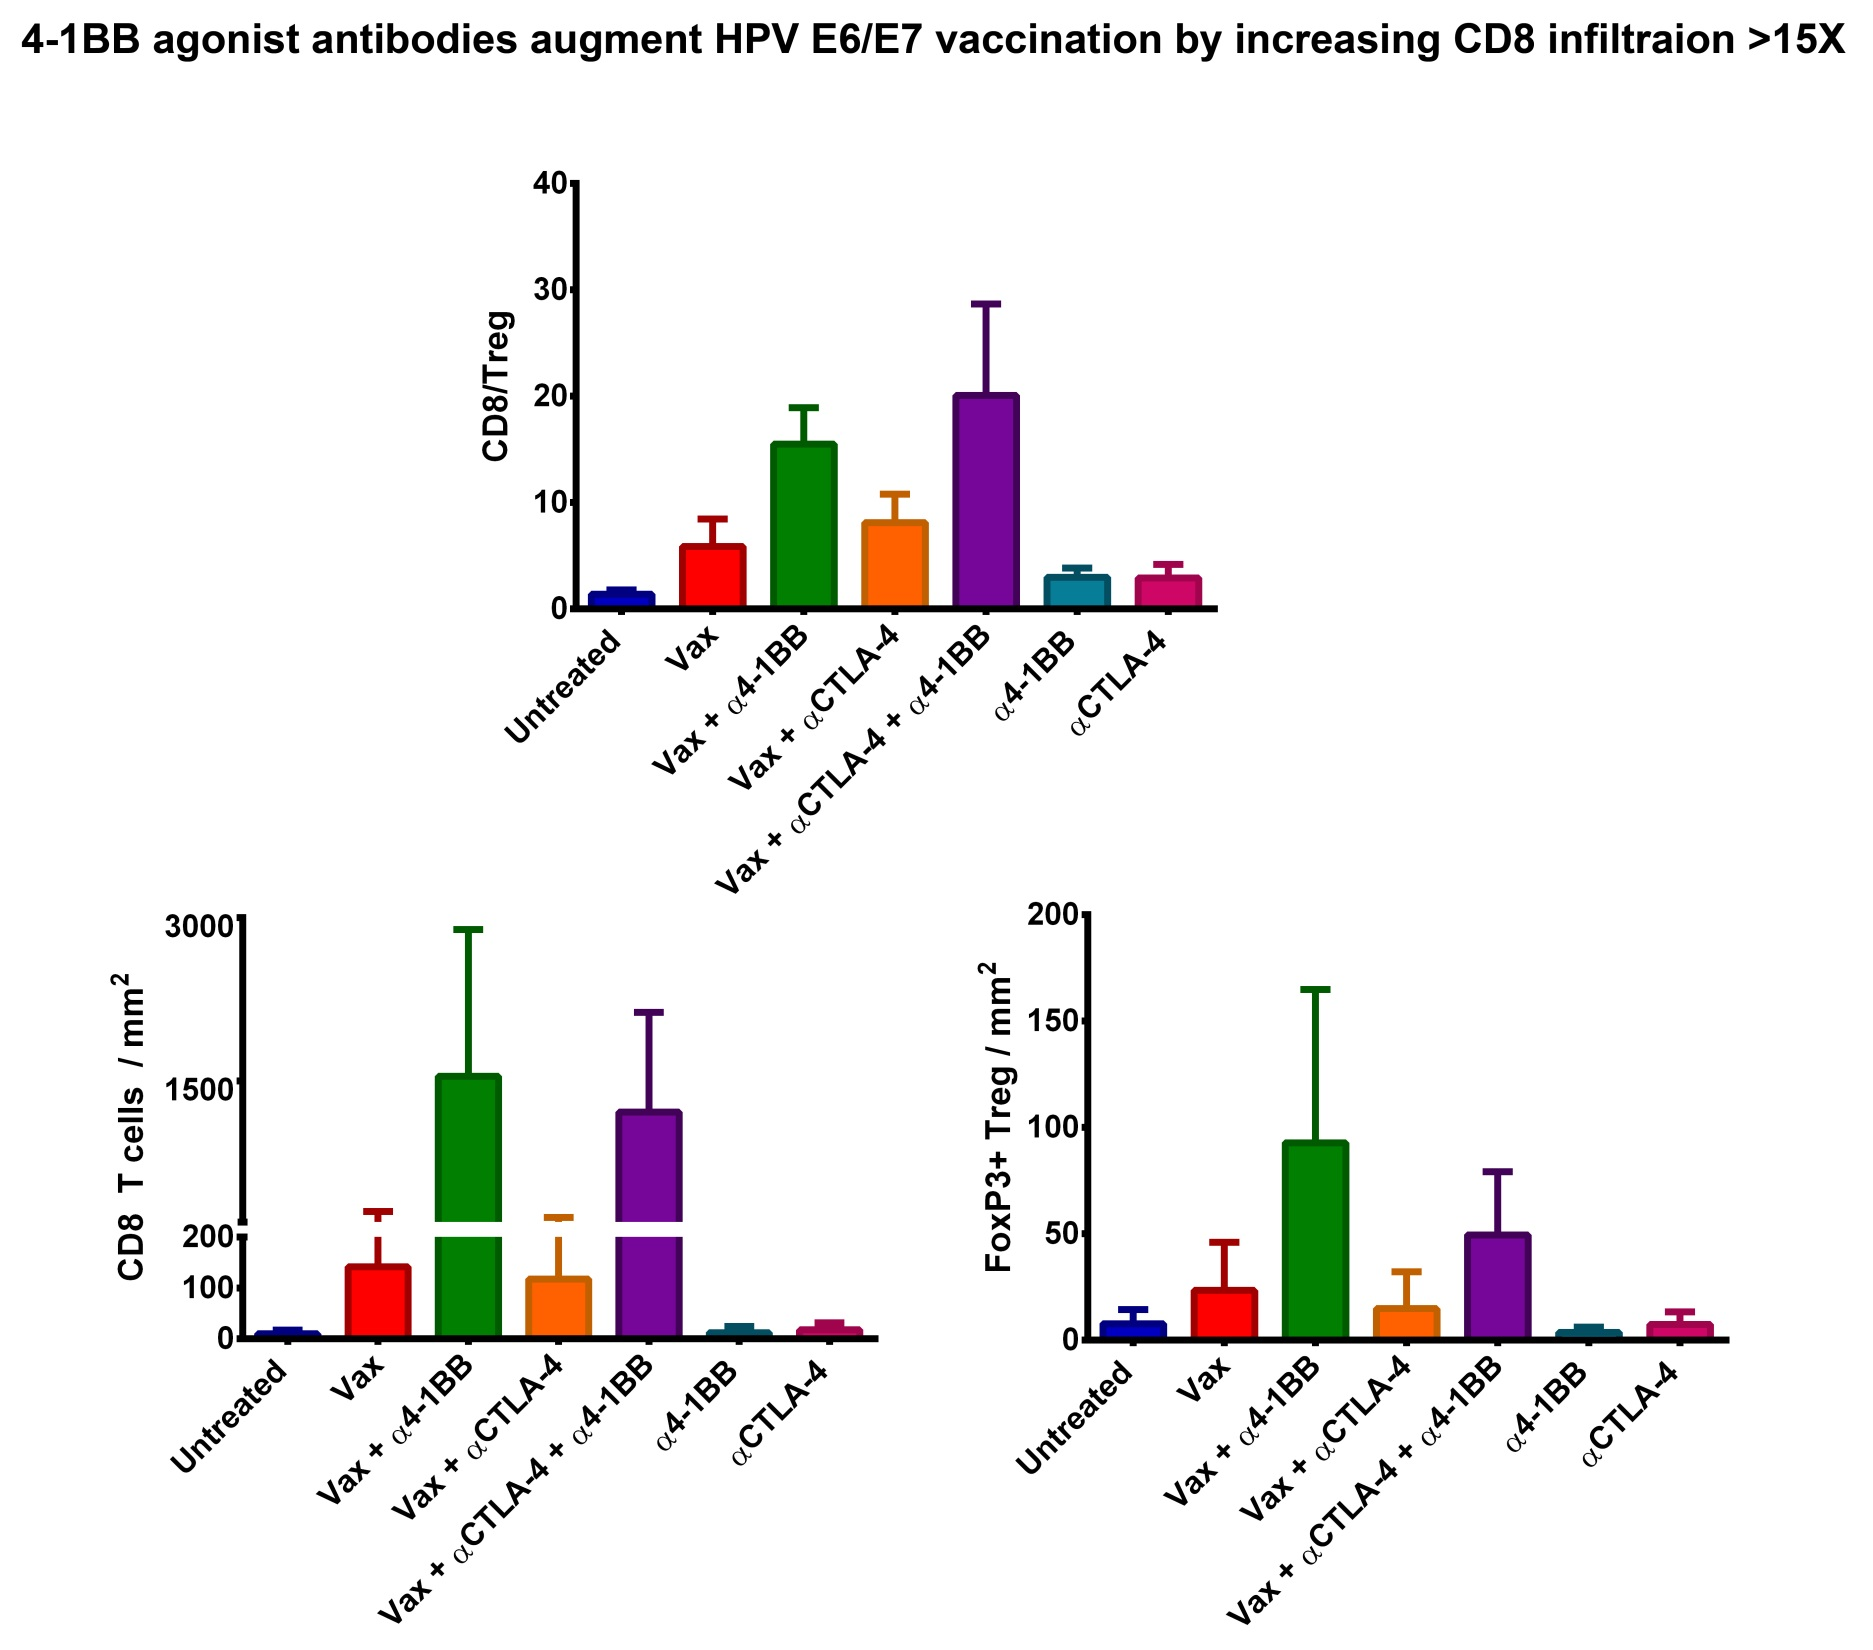 4-1BB agonist antibodies augment HPV E6/E7 vaccination by increasing CD8 infiltraion >15X
CD8/Treg
40
30
20
10
0
Untreated
Vax
Vax + α4-1BB
Vax + αCTLA-4
Vax + αCTLA-4 + α4-1BB
α4-1BB
αCTLA-4
CD8 T cells / mm²
3000
1500
200
100
0
Untreated
Vax
Vax + α4-1BB
Vax + αCTLA-4
Vax + αCTLA-4 + α4-1BB
α4-1BB
αCTLA-4
FoxP3+ Treg / mm²
200
150
100
50
0
Untreated
Vax
Vax + α4-1BB
Vax + αCTLA-4
Vax + αCTLA-4 + α4-1BB
α4-1BB
αCTLA-4